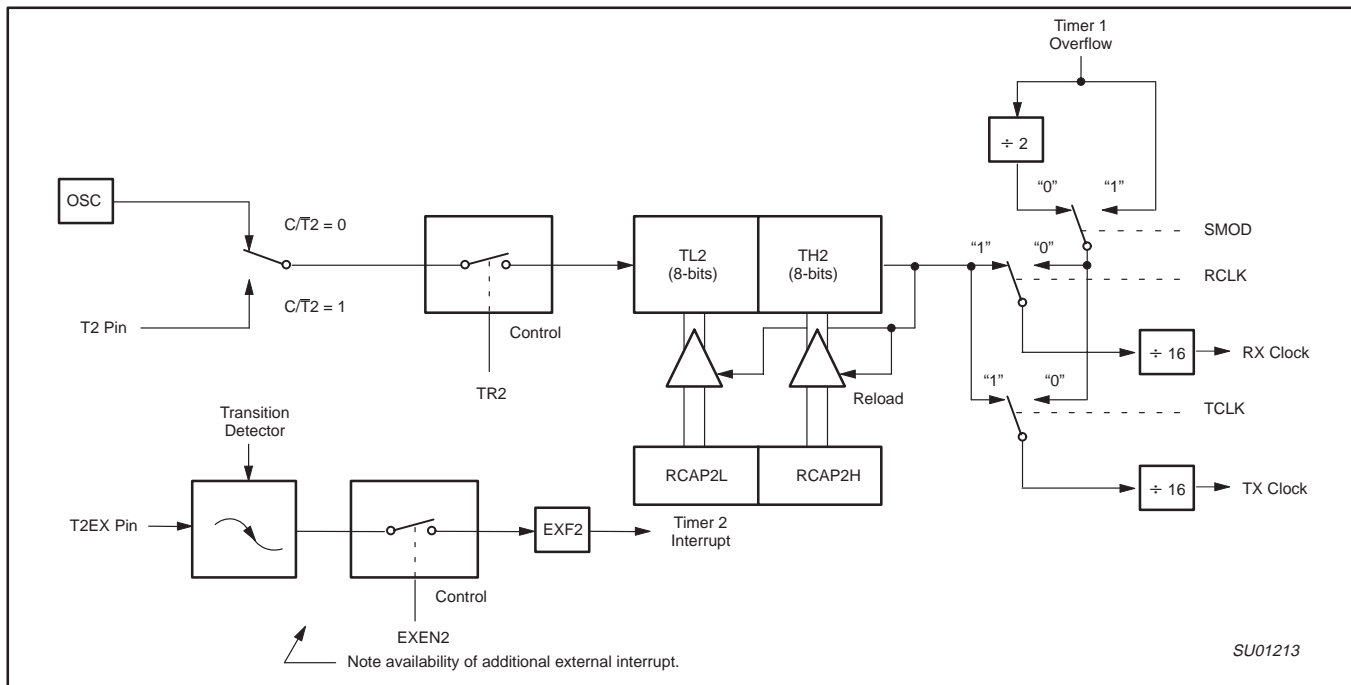 Timer 1
Overflow
÷ 2
“0” “1”
OSC
C/T̅2 = 0
C/T̅2 = 1
T2 Pin
Control
TR2
TL2
(8-bits)
TH2
(8-bits)
“1” “0”
SMOD
RCLK
÷ 16
RX Clock
“1” “0”
TCLK
÷ 16
TX Clock
Reload
RCAP2L
RCAP2H
Transition
Detector
T2EX Pin
EXF2
Timer 2
Interrupt
Control
EXEN2
Note availability of additional external interrupt.
SU01213